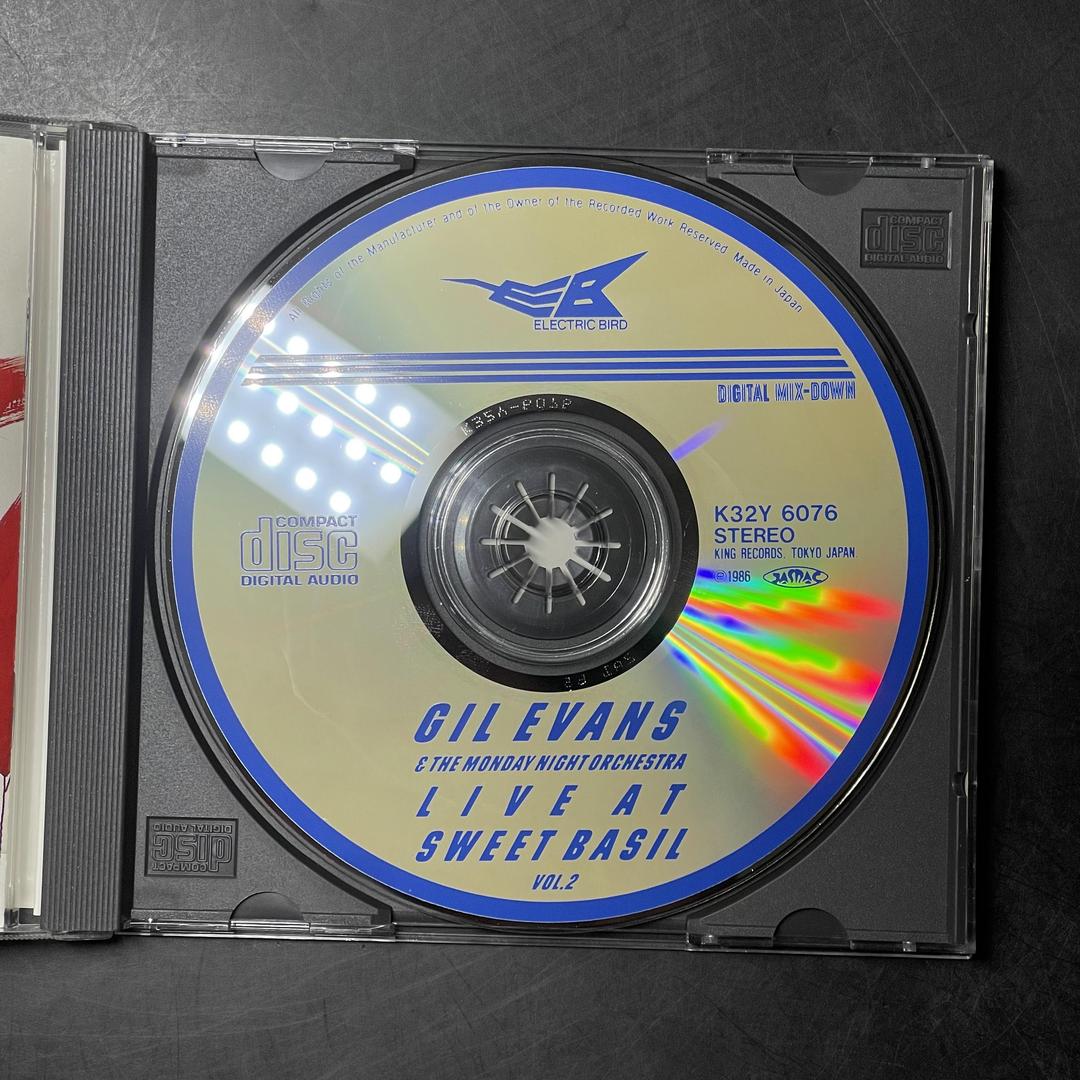 All Rights of the Manufacturer and of the Owner of the Recorded Work Reserved. Made in Japan
EB
ELECTRIC BIRD
DIGITAL MIX-DOWN
COMPACT
disc
DIGITAL AUDIO
K32Y 6076
STEREO
KING RECORDS, TOKYO JAPAN.
℗1986 JASRAC
GIL EVANS
& THE MONDAY NIGHT ORCHESTRA
LIVE AT
SWEET BASIL
VOL.2
COMPACT
disc
DIGITAL AUDIO
COMPACT
disc
DIGITAL AUDIO